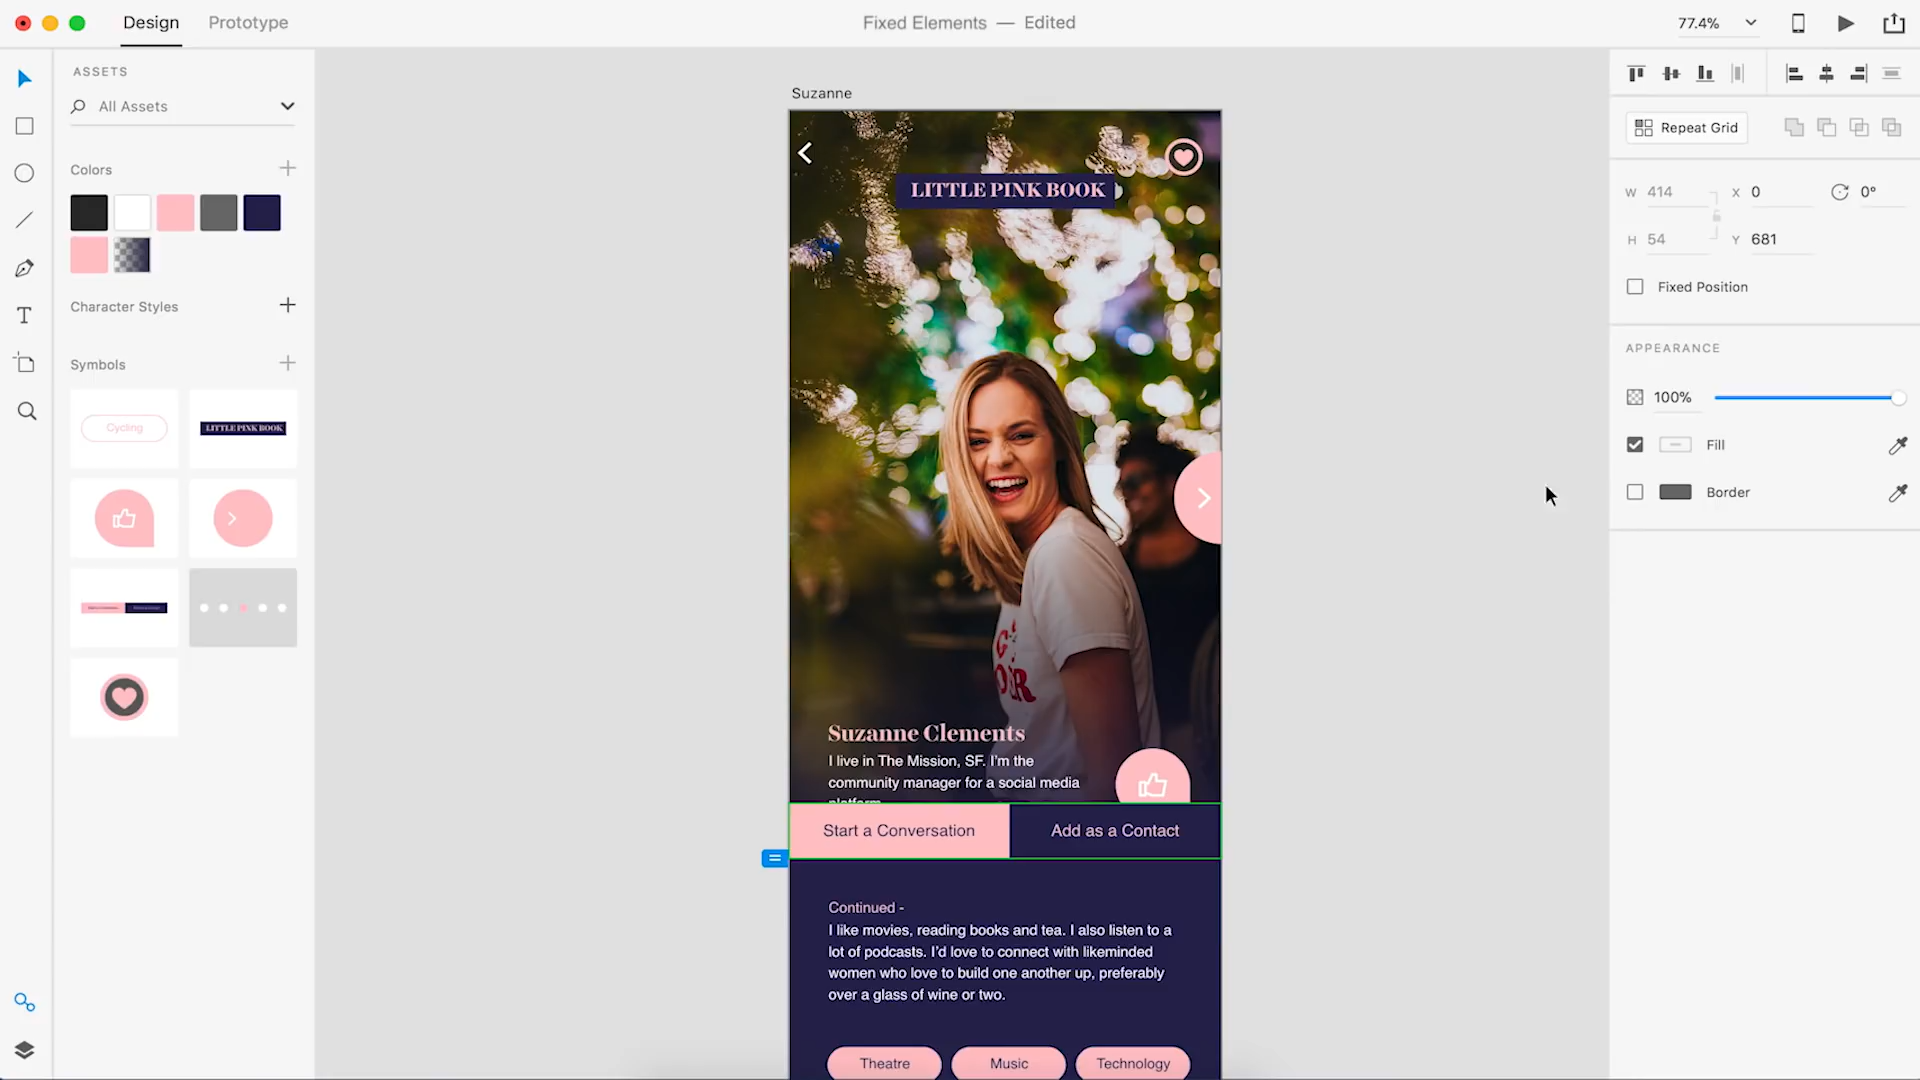 Design
Prototype
Fixed Elements — Edited
77.4%
ASSETS
All Assets
Colors
Character Styles
Symbols
Cycling
LITTLE PINK BOOK
Suzanne
LITTLE PINK BOOK
Suzanne Clements
I live in The Mission, SF. I'm the
community manager for a social media
platform
Start a Conversation
Add as a Contact
Continued -
I like movies, reading books and tea. I also listen to a
lot of podcasts. I'd love to connect with likeminded
women who love to build one another up, preferably
over a glass of wine or two.
Theatre
Music
Technology
Repeat Grid
W 414
X 0
0°
H 54
Y 681
Fixed Position
APPEARANCE
100%
Fill
Border